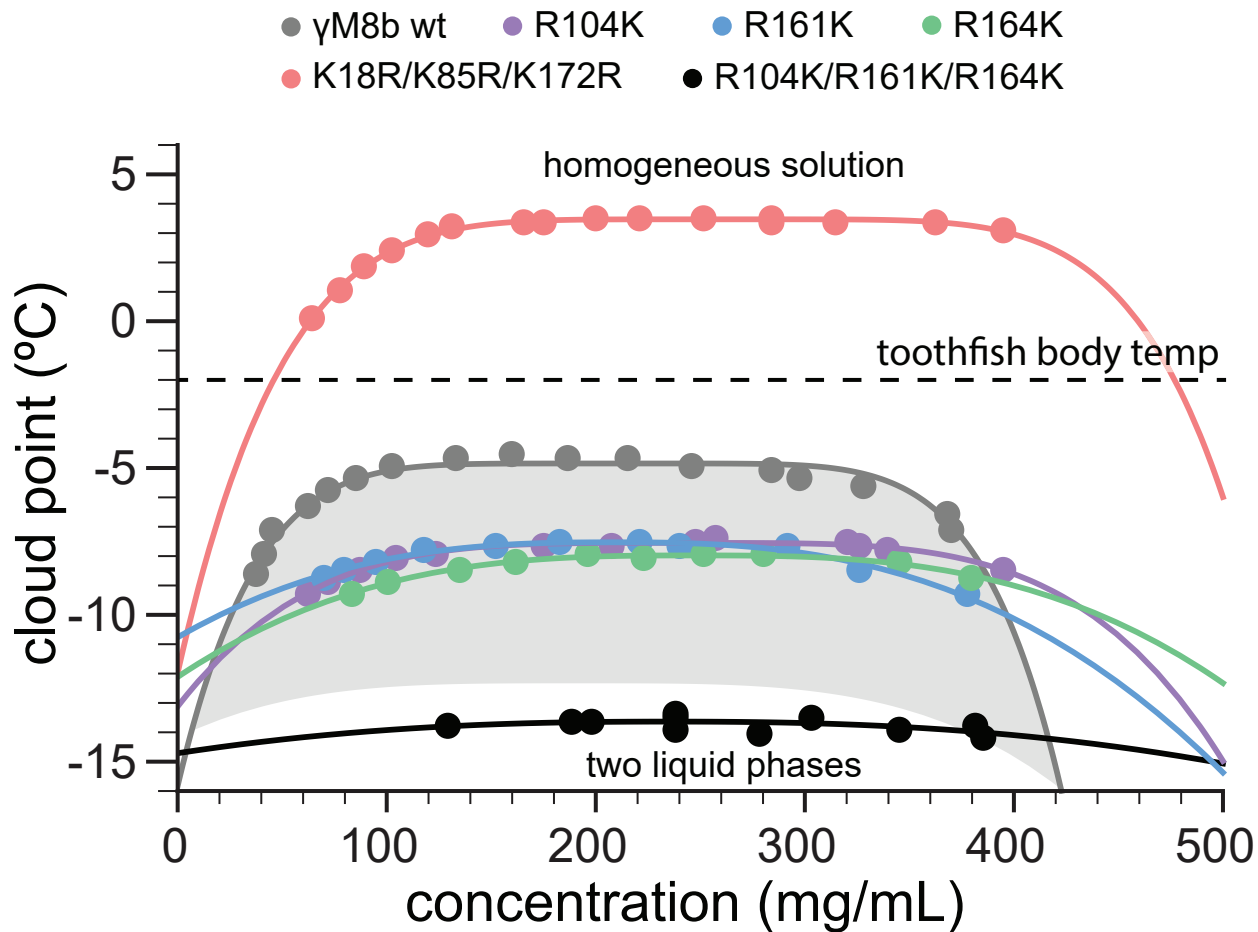 γM8b wt R104K R161K R164K
K18R/K85R/K172R R104K/R161K/R164K
homogeneous solution
toothfish body temp
two liquid phases
5
0
-5
-10
-15
cloud point (ºC)
0 100 200 300 400 500
concentration (mg/mL)